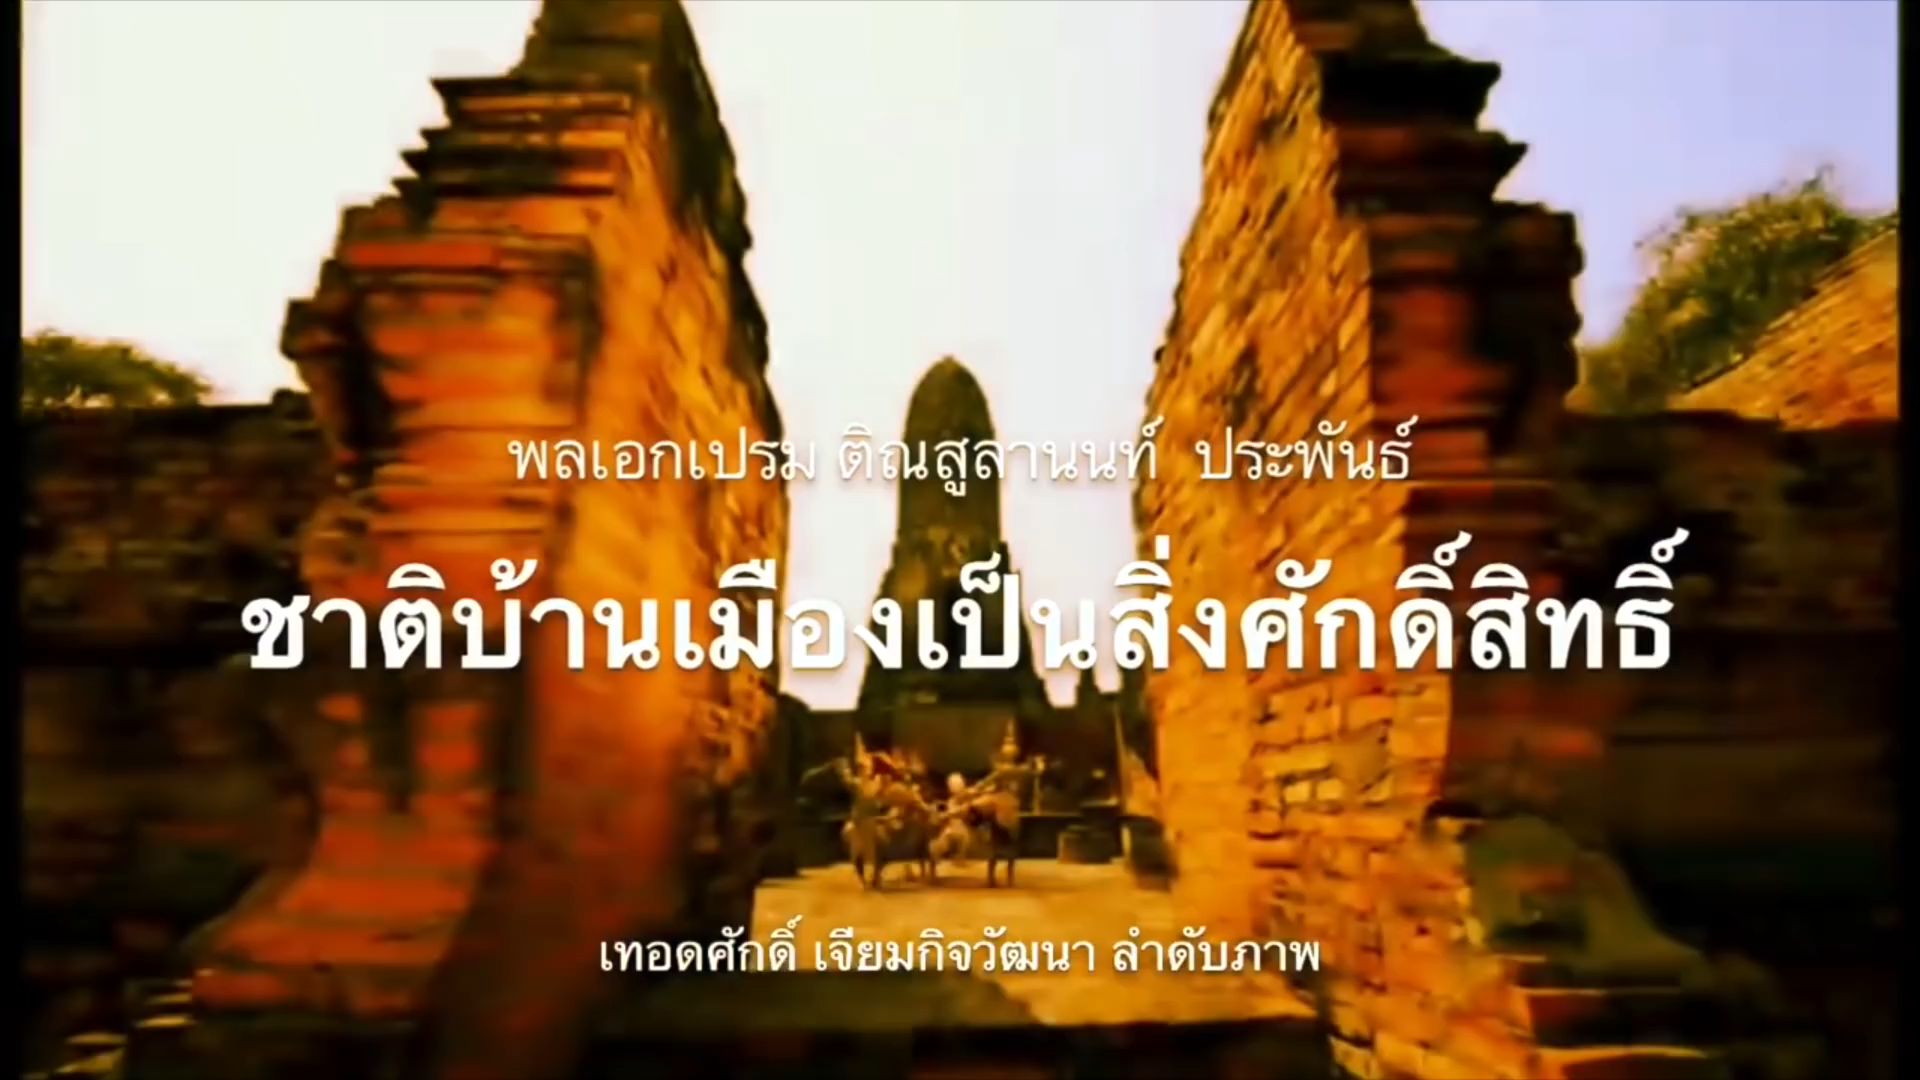 พลเอกเปรม ติณสูลานนท์ ประพันธ์
ชาติบ้านเมืองเป็นสิ่งศักดิ์สิทธิ์
เทอดศักดิ์ เจียมกิจวัฒนา ลำดับภาพ